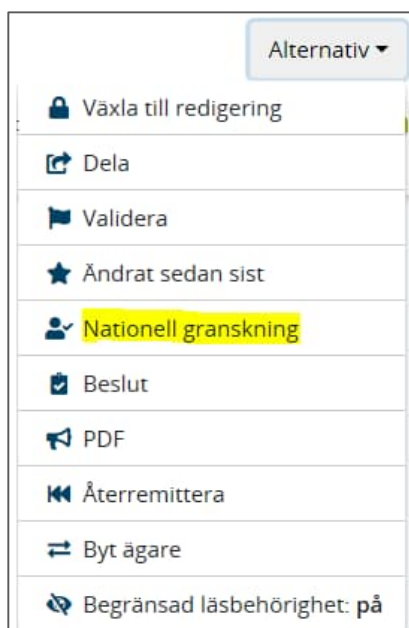 Alternativ
Växla till redigering
Dela
Validera
Ändrat sedan sist
Nationell granskning
Beslut
PDF
Återremittera
Byt ägare
Begränsad läsbehörighet: på